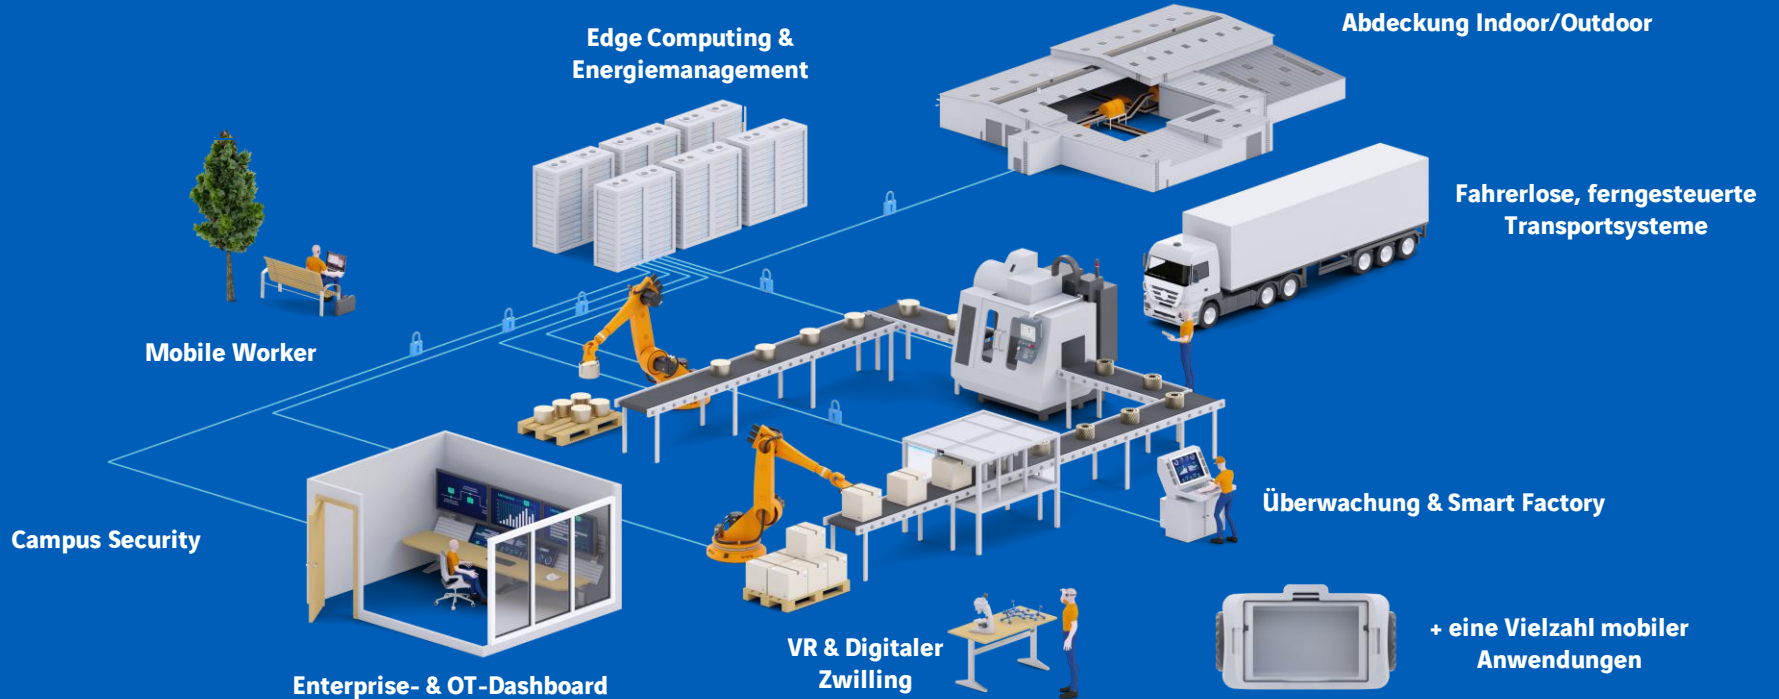 Edge Computing &
Energiemanagement
Abdeckung Indoor/Outdoor
Fahrerlose, ferngesteuerte
Transportsysteme
Mobile Worker
Überwachung & Smart Factory
Campus Security
VR & Digitaler
Zwilling
+ eine Vielzahl mobiler
Anwendungen
Enterprise- & OT-Dashboard